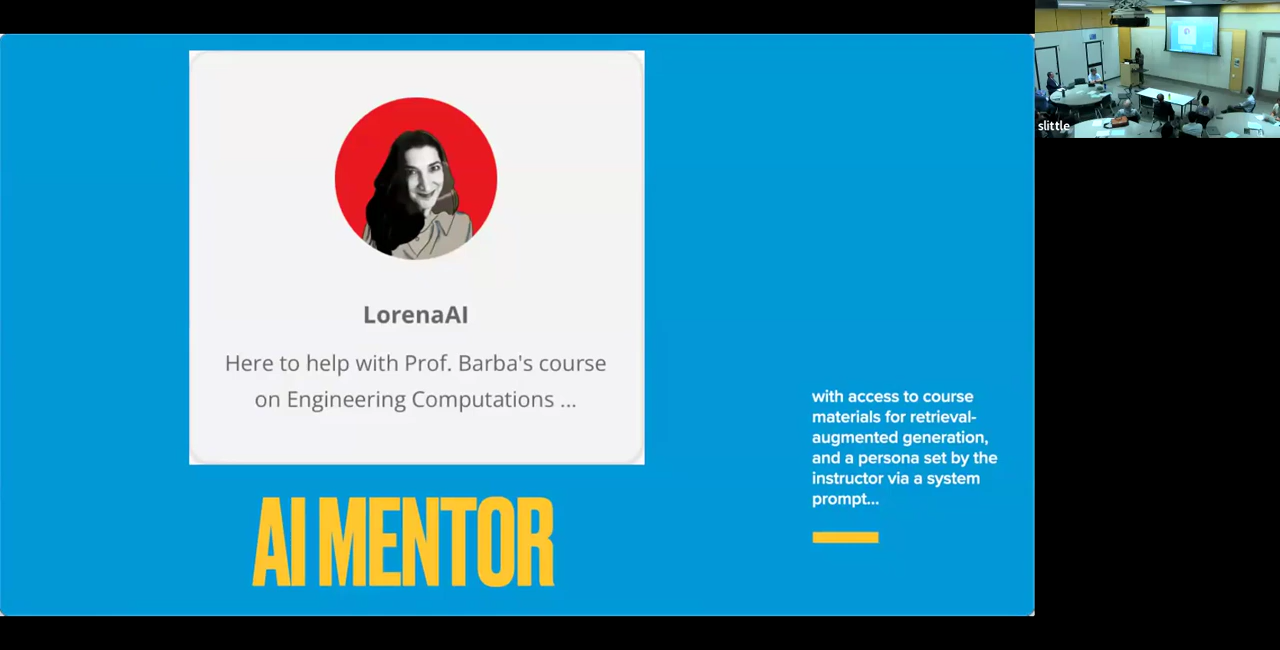 LorenaAI
Here to help with Prof. Barba's course
on Engineering Computations ...
AI MENTOR
with access to course
materials for retrieval-
augmented generation,
and a persona set by the
instructor via a system
prompt...
slittle